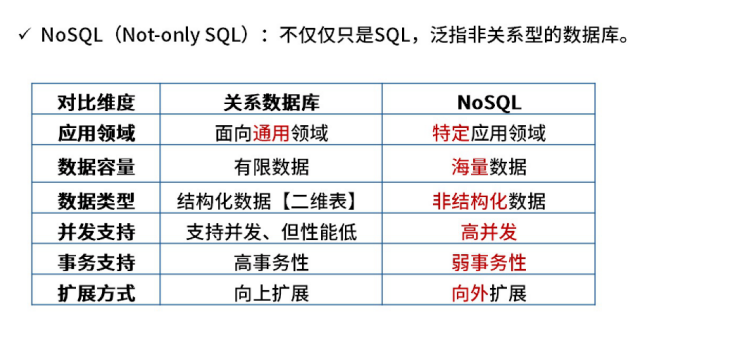 ✓ NoSQL（Not-only SQL）：不仅仅只是SQL，泛指非关系型的数据库。
对比维度 关系数据库 NoSQL
应用领域 面向通用领域 特定应用领域
数据容量 有限数据 海量数据
数据类型 结构化数据【二维表】 非结构化数据
并发支持 支持并发、但性能低 高并发
事务支持 高事务性 弱事务性
扩展方式 向上扩展 向外扩展